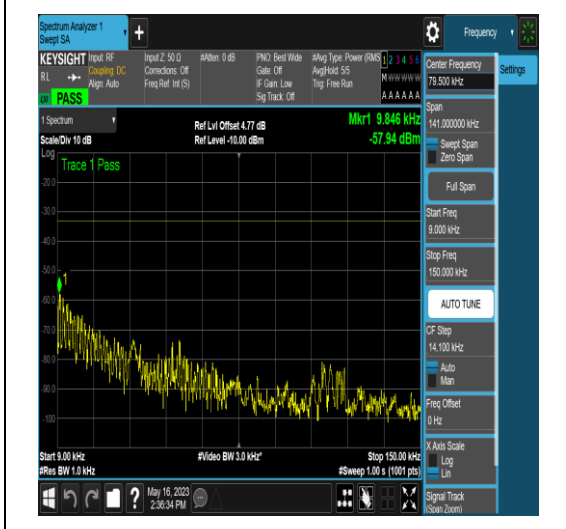 Spectrum Analyzer 1
Swept SA
Frequency
KEYSIGHT
RL
PASS
Input: RF
Coupling: DC
Align: Auto
Input Z: 50 Ω
Corrections: Off
Freq Ref: Int (S)
#Atten: 0 dB
PNO: Best Wide
Gate: Off
IF Gain: Low
Sig Track: Off
#Avg Type: Power (RMS
Avg|Hold: 5/5
Trig: Free Run
1 2 3 4 5 6
M W W W W W
A A A A A A
1 Spectrum
Scale/Div 10 dB
Log
Ref Lvl Offset 4.77 dB
Ref Level -10.00 dBm
Mkr1 9.846 kHz
-57.94 dBm
Trace 1 Pass
1
-20.0
-30.0
-40.0
-50.0
-60.0
-70.0
-80.0
-90.0
-100
Start 9.00 kHz
#Res BW 1.0 kHz
#Video BW 3.0 kHz*
Stop 150.00 kHz
#Sweep 1.00 s (1001 pts)
May 16, 2023
2:36:34 PM
Center Frequency
79.500 kHz
Settings
Span
141.000000 kHz
Swept Span
Zero Span
Full Span
Start Freq
9.000 kHz
Stop Freq
150.000 kHz
AUTO TUNE
CF Step
14.100 kHz
Auto
Man
Freq Offset
0 Hz
X Axis Scale
Log
Lin
Signal Track
(Span Zoom)